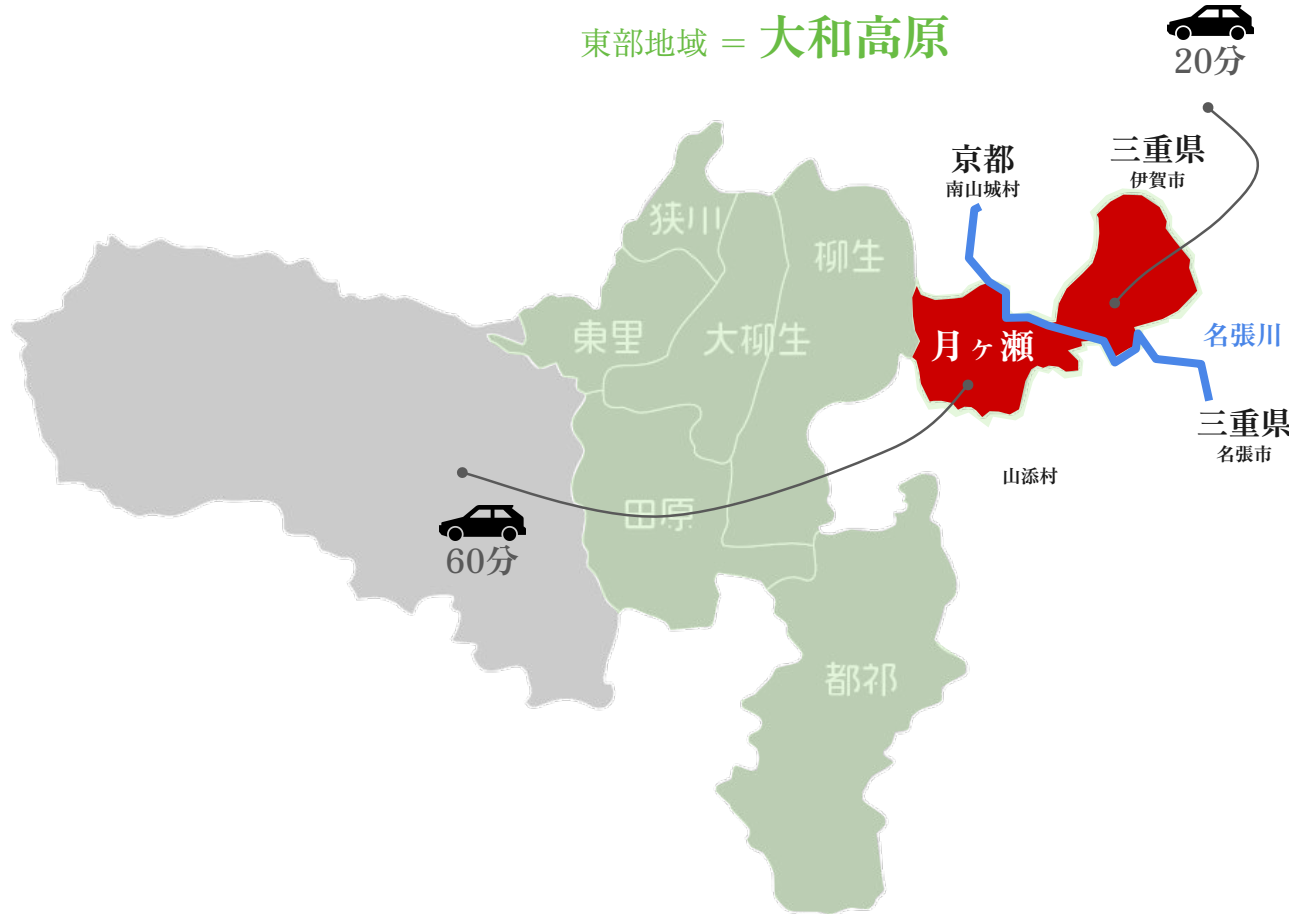 東部地域 = 大和高原
20分
京都
南山城村
三重県
伊賀市
狭川
柳生
東里
大柳生
月ヶ瀬
名張川
三重県
名張市
山添村
田原
60分
都祁